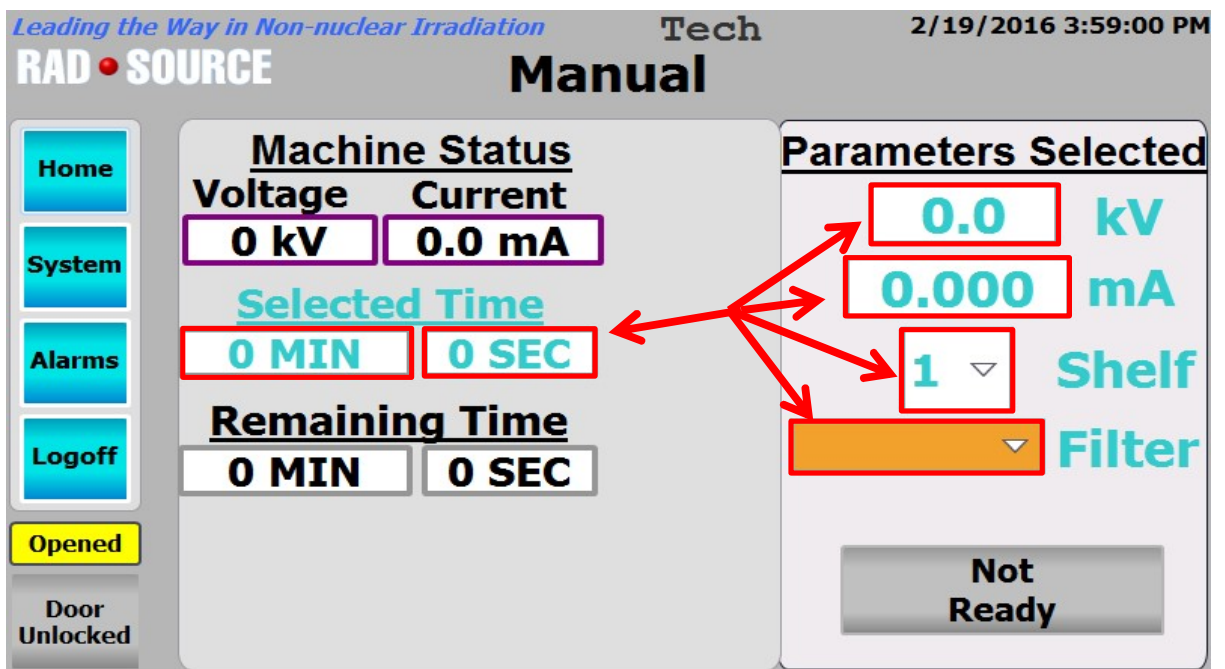 Leading the Way in Non-nuclear Irradiation
Tech
2/19/2016 3:59:00 PM
RAD SOURCE
Manual
Home
System
Alarms
Logoff
Opened
Door
Unlocked
Machine Status
Voltage Current
0 kV 0.0 mA
Selected Time
0 MIN 0 SEC
Remaining Time
0 MIN 0 SEC
Parameters Selected
0.0 kV
0.000 mA
1 Shelf
Filter
Not
Ready